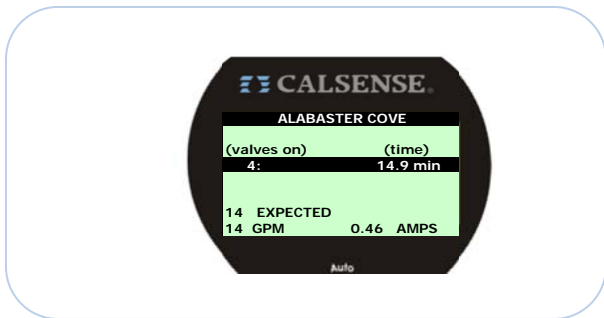 CALSENSE®
ALABASTER COVE
(valves on) (time)
4: 14.9 min
14 EXPECTED
14 GPM 0.46 AMPS
Auto